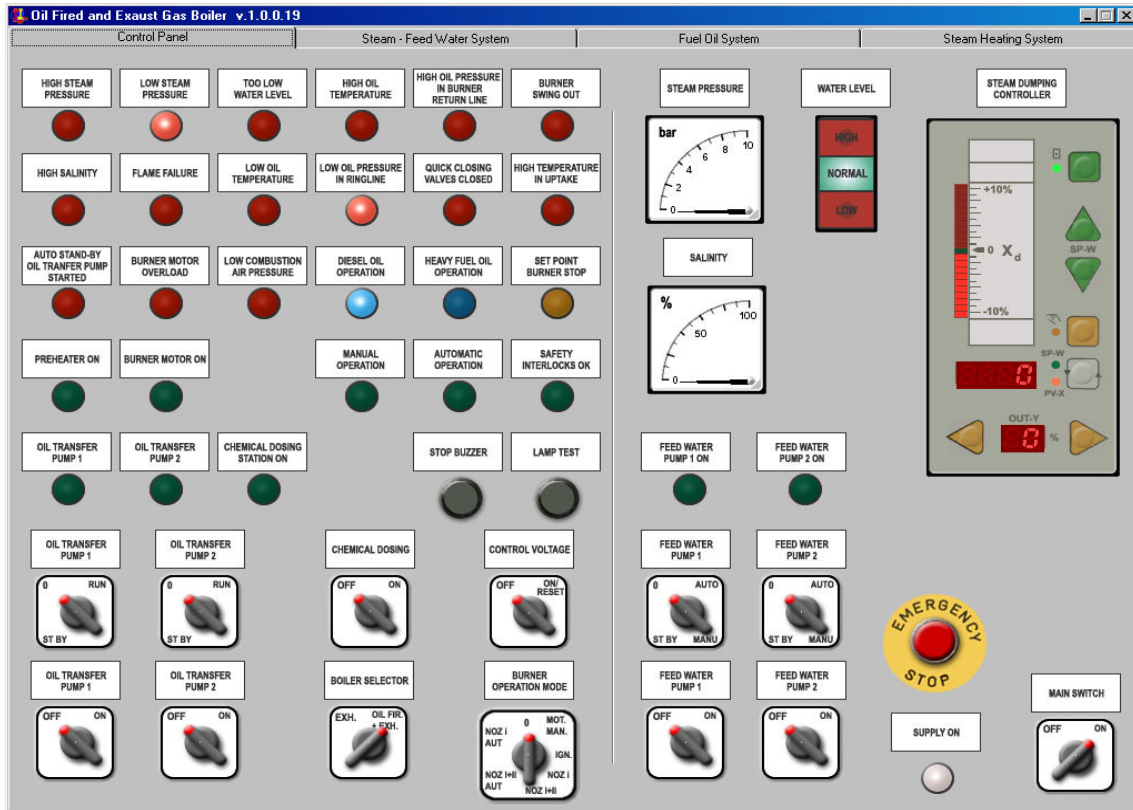 Oil Fired and Exaust Gas Boiler v.1.0.0.19
Control Panel
Steam - Feed Water System
Fuel Oil System
Steam Heating System
HIGH STEAM
PRESSURE
LOW STEAM
PRESSURE
TOO LOW
WATER LEVEL
HIGH OIL
TEMPERATURE
HIGH OIL PRESSURE
IN BURNER
RETURN LINE
BURNER
SWING OUT
HIGH SALINITY
FLAME FAILURE
LOW OIL
TEMPERATURE
LOW OIL PRESSURE
IN RINGLINE
QUICK CLOSING
VALVES CLOSED
HIGH TEMPERATURE
IN UPTAKE
AUTO STAND-BY
OIL TRANFER PUMP
STARTED
BURNER MOTOR
OVERLOAD
LOW COMBUSTION
AIR PRESSURE
DIESEL OIL
OPERATION
HEAVY FUEL OIL
OPERATION
SET POINT
BURNER STOP
PREHEATER ON
BURNER MOTOR ON
MANUAL
OPERATION
AUTOMATIC
OPERATION
SAFETY
INTERLOCKS OK
OIL TRANSFER
PUMP 1
OIL TRANSFER
PUMP 2
CHEMICAL DOSING
STATION ON
STOP BUZZER
LAMP TEST
OIL TRANSFER
PUMP 1
0
RUN
ST BY
OIL TRANSFER
PUMP 2
0
RUN
ST BY
CHEMICAL DOSING
OFF
ON
CONTROL VOLTAGE
OFF
ON/
RESET
OIL TRANSFER
PUMP 1
OFF
ON
OIL TRANSFER
PUMP 2
OFF
ON
BOILER SELECTOR
EXH.
OIL FIR.
+ EXH.
BURNER
OPERATION MODE
0
MOT.
MAN.
IGN.
NOZ I
NOZ I+II
NOZ I+II
AUT
NOZ I
AUT
STEAM PRESSURE
bar
0
2
4
6
8
10
WATER LEVEL
HIGH
NORMAL
LOW
SALINITY
%
0
50
100
FEED WATER
PUMP 1 ON
FEED WATER
PUMP 2 ON
FEED WATER
PUMP 1
0
AUTO
ST BY
MANU
FEED WATER
PUMP 2
0
AUTO
ST BY
MANU
FEED WATER
PUMP 1
OFF
ON
FEED WATER
PUMP 2
OFF
ON
STEAM DUMPING
CONTROLLER
+10%
0 Xd
-10%
SP-W
SP-W
PV-X
0
OUT-Y
0 %
EMERGENCY
STOP
SUPPLY ON
MAIN SWITCH
OFF
ON